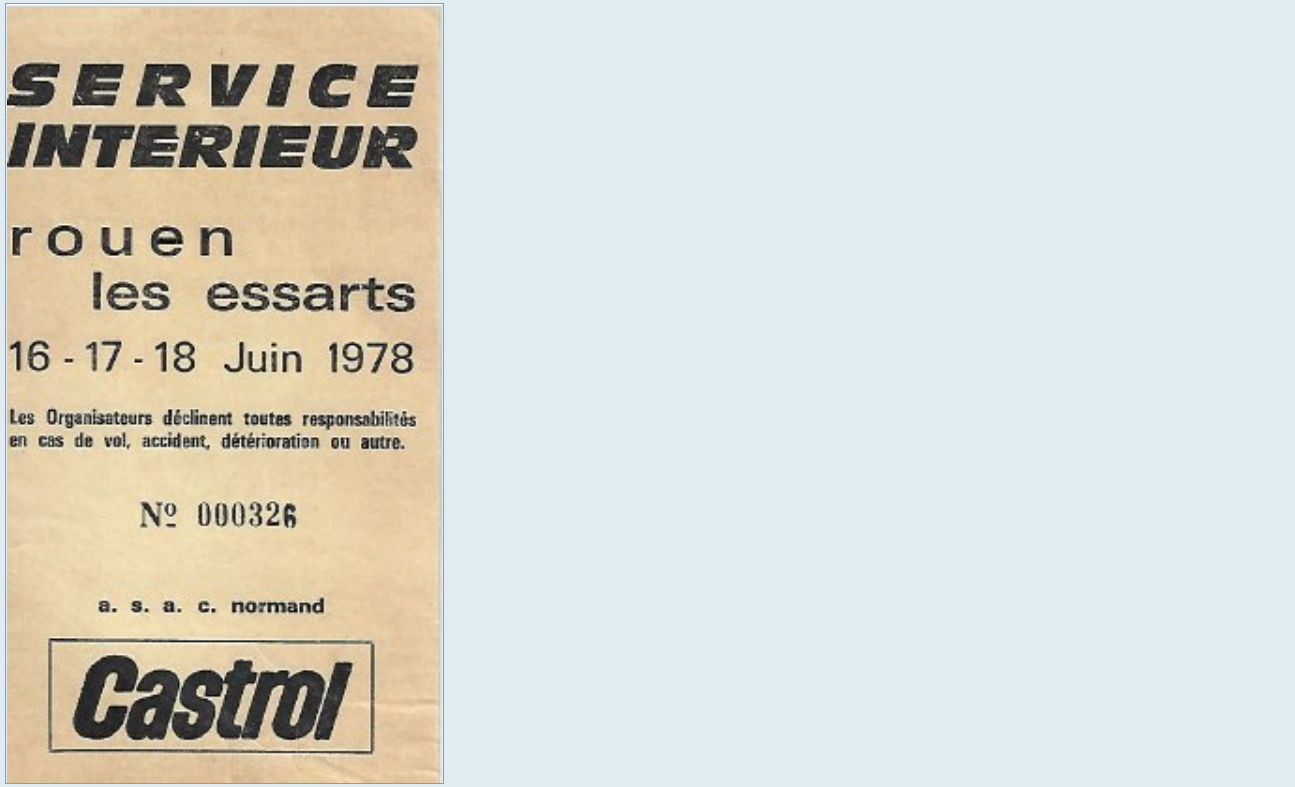 SERVICE
INTERIEUR
rouen
les essarts
16 - 17 - 18 Juin 1978
Les Organisateurs déclinent toutes responsabilités
en cas de vol, accident, détérioration ou autre.
Nº 000326
a. s. a. c. normand
Castrol